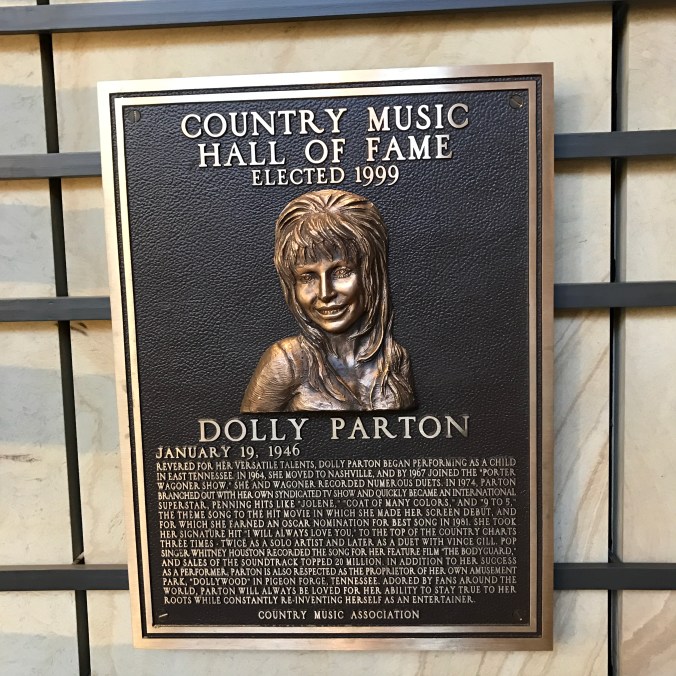 COUNTRY MUSIC
HALL OF FAME
ELECTED 1999
DOLLY PARTON
JANUARY 19, 1946
REVERED FOR HER VERSATILE TALENTS, DOLLY PARTON BEGAN PERFORMING AS A CHILD
IN EAST TENNESSEE. IN 1964, SHE MOVED TO NASHVILLE, AND BY 1967 JOINED THE "PORTER
WAGONER SHOW." SHE AND WAGONER RECORDED NUMEROUS DUETS. IN 1974, PARTON
BRANCHED OUT WITH HER OWN SYNDICATED TV SHOW AND QUICKLY BECAME AN INTERNATIONAL
SUPERSTAR, PENNING HITS LIKE "JOLENE," "COAT OF MANY COLORS," AND "9 TO 5,"
THE THEME SONG TO THE HIT MOVIE IN WHICH SHE MADE HER SCREEN DEBUT, AND
FOR WHICH SHE EARNED AN OSCAR NOMINATION FOR BEST SONG IN 1981. SHE TOOK
HER SIGNATURE HIT "I WILL ALWAYS LOVE YOU," TO THE TOP OF THE COUNTRY CHARTS
THREE TIMES - TWICE AS A SOLO ARTIST AND LATER AS A DUET WITH VINCE GILL. POP
SINGER WHITNEY HOUSTON RECORDED THE SONG FOR HER FEATURE FILM "THE BODYGUARD,"
AND SALES OF THE SOUNDTRACK TOPPED 20 MILLION. IN ADDITION TO HER SUCCESS
AS A PERFORMER, PARTON IS ALSO RESPECTED AS THE PROPRIETOR OF HER OWN AMUSEMENT
PARK, "DOLLYWOOD" IN PIGEON FORGE, TENNESSEE. ADORED BY FANS AROUND THE
WORLD, PARTON WILL ALWAYS BE LOVED FOR HER ABILITY TO STAY TRUE TO HER
ROOTS WHILE CONSTANTLY RE-INVENTING HERSELF AS AN ENTERTAINER.
COUNTRY MUSIC ASSOCIATION